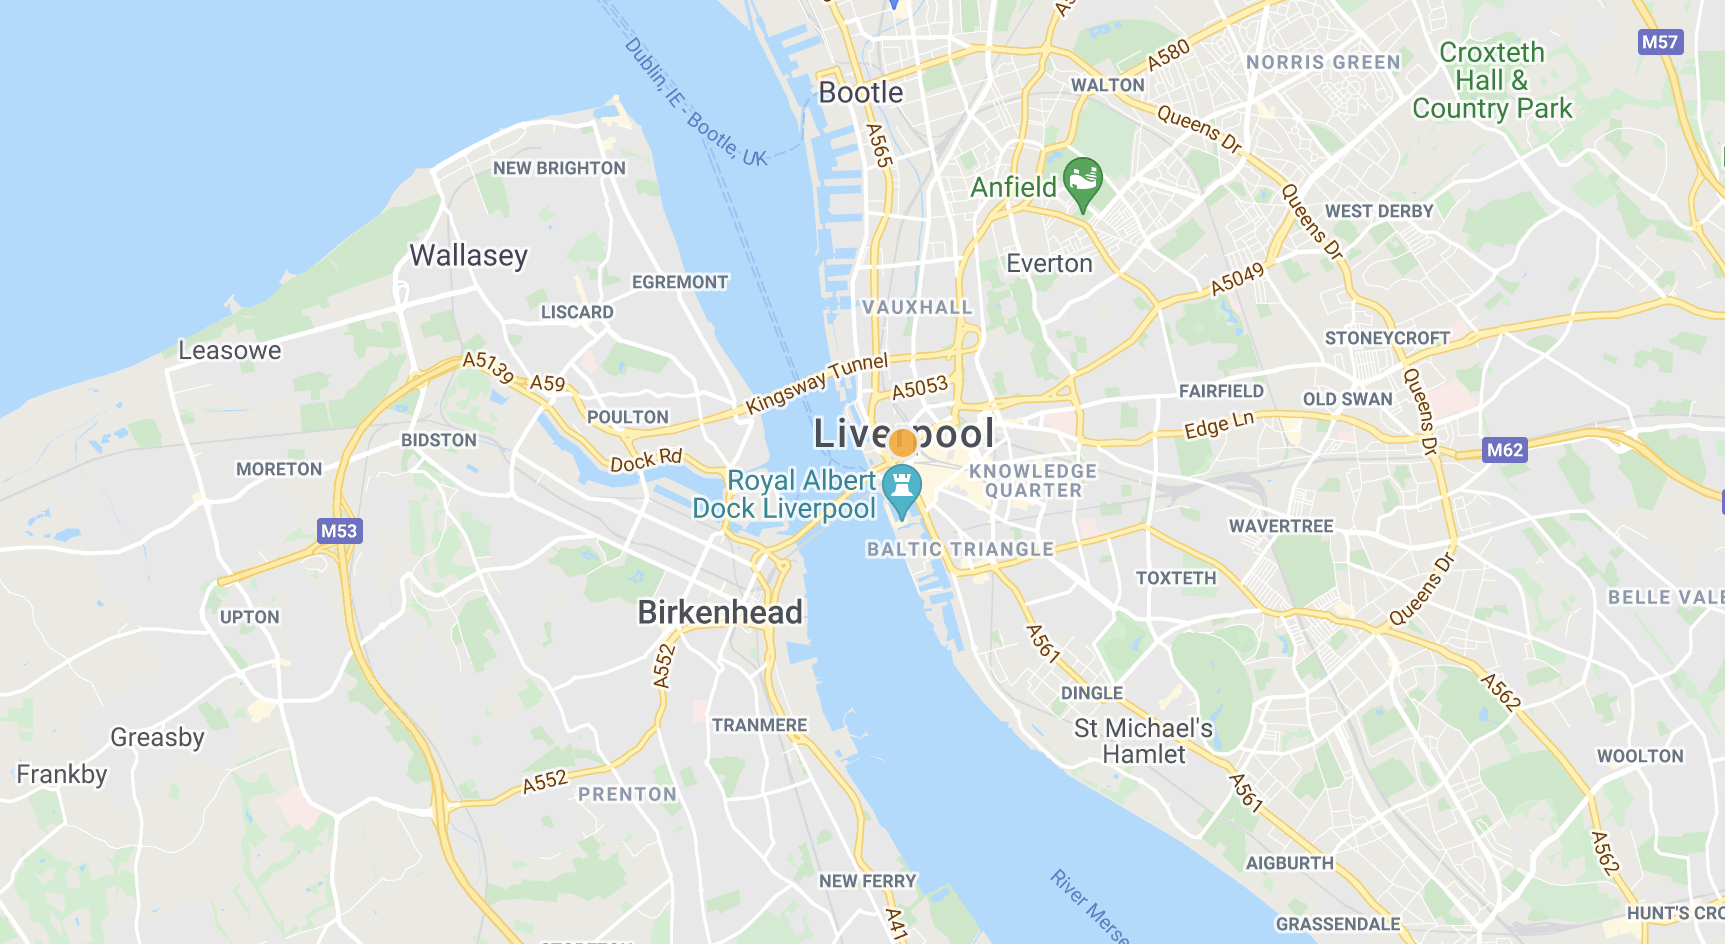 M57
Croxteth
Hall &
Country Park
NORRIS GREEN
A580
WALTON
Bootle
Dublin, IE - Bootle, UK
Queens Dr
A565
NEW BRIGHTON
Anfield
WEST DERBY
Queens Dr
Wallasey
Everton
EGREMONT
A5049
VAUXHALL
LISCARD
STONEYCROFT
Leasowe
A5139
A59
Kingsway Tunnel
A5053
FAIRFIELD
OLD SWAN
Queens Dr
POULTON
Edge Ln
Liverpool
BIDSTON
M62
MORETON
Dock Rd
KNOWLEDGE
QUARTER
Royal Albert
Dock Liverpool
M53
WAVERTREE
BALTIC TRIANGLE
TOXTETH
Queens Dr
BELLE VALE
UPTON
Birkenhead
A552
A561
DINGLE
A562
TRANMERE
St Michael's
Hamlet
Greasby
WOOLTON
Frankby
A552
PRENTON
A561
A562
AIGBURTH
NEW FERRY
River Merse
A41
GRASSENDALE
HUNT'S CRO